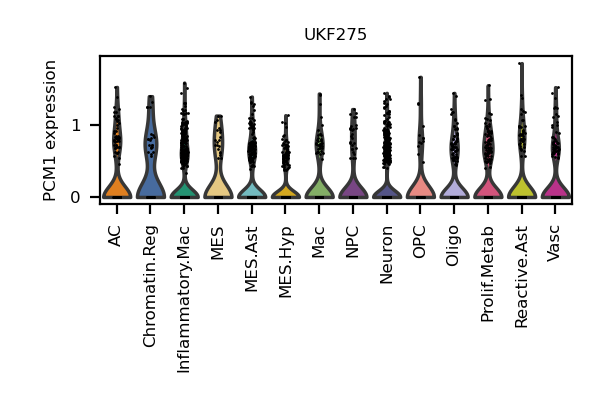 UKF275
PCM1 expression
1
0
AC
Chromatin.Reg
Inflammatory.Mac
MES
MES.Ast
MES.Hyp
Mac
NPC
Neuron
OPC
Oligo
Prolif.Metab
Reactive.Ast
Vasc